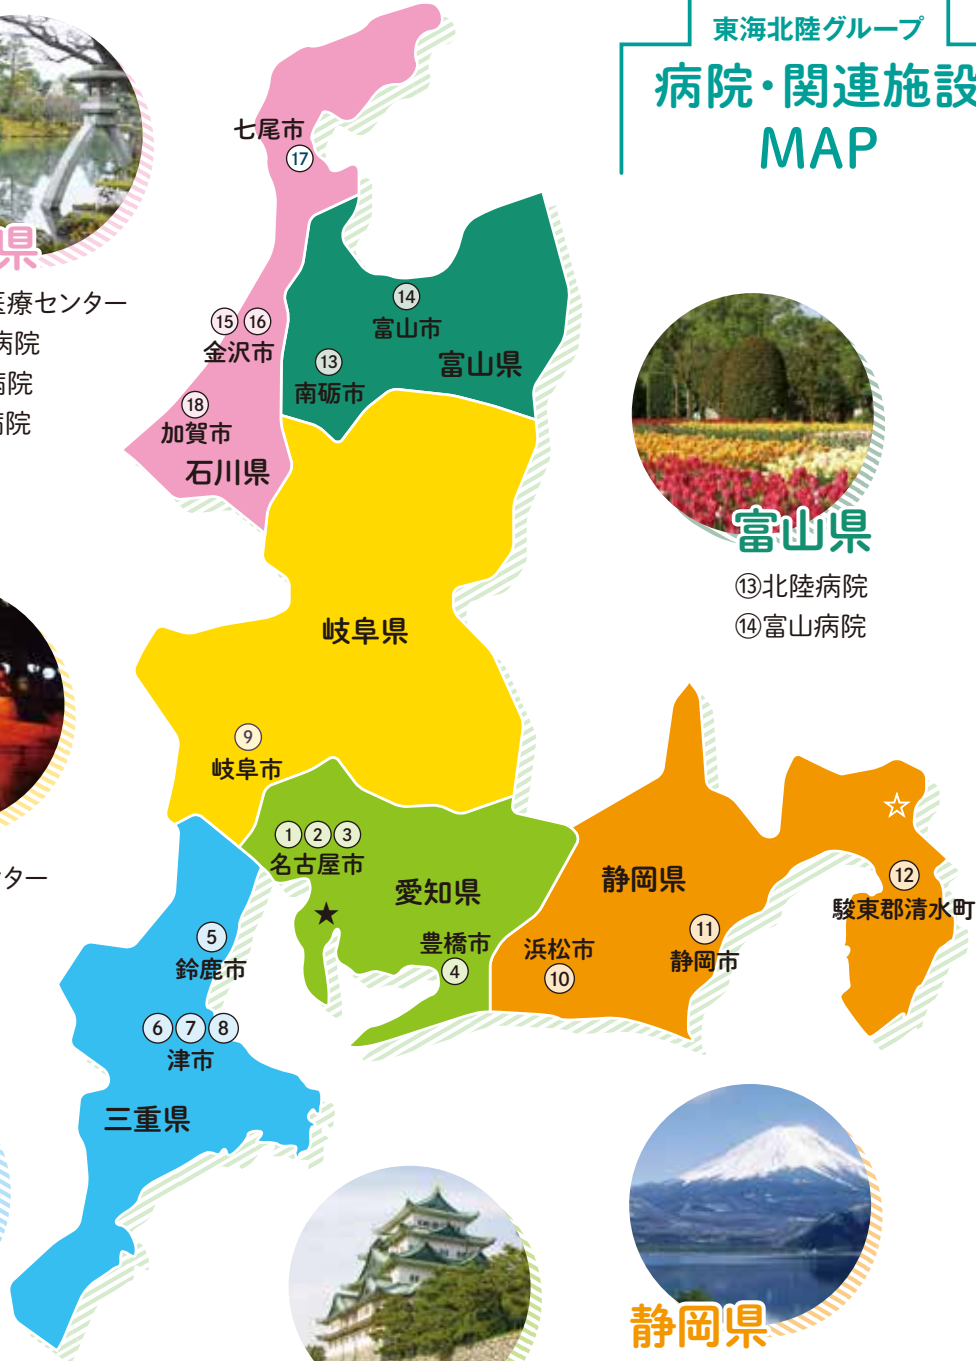 東海北陸グループ
病院・関連施設
MAP
七尾市
⑰
県
医療センター
病院
病院
病院
⑮ ⑯
金沢市
⑱
加賀市
石川県
⑭
富山市
⑬
南砺市
富山県
富山県
⑬北陸病院
⑭富山病院
岐阜県
⑨
岐阜市
ター
① ② ③
名古屋市
★
愛知県
豊橋市
④
静岡県
浜松市
⑩
⑪
静岡市
☆
⑫
駿東郡清水町
⑤
鈴鹿市
⑥ ⑦ ⑧
津市
三重県
静岡県